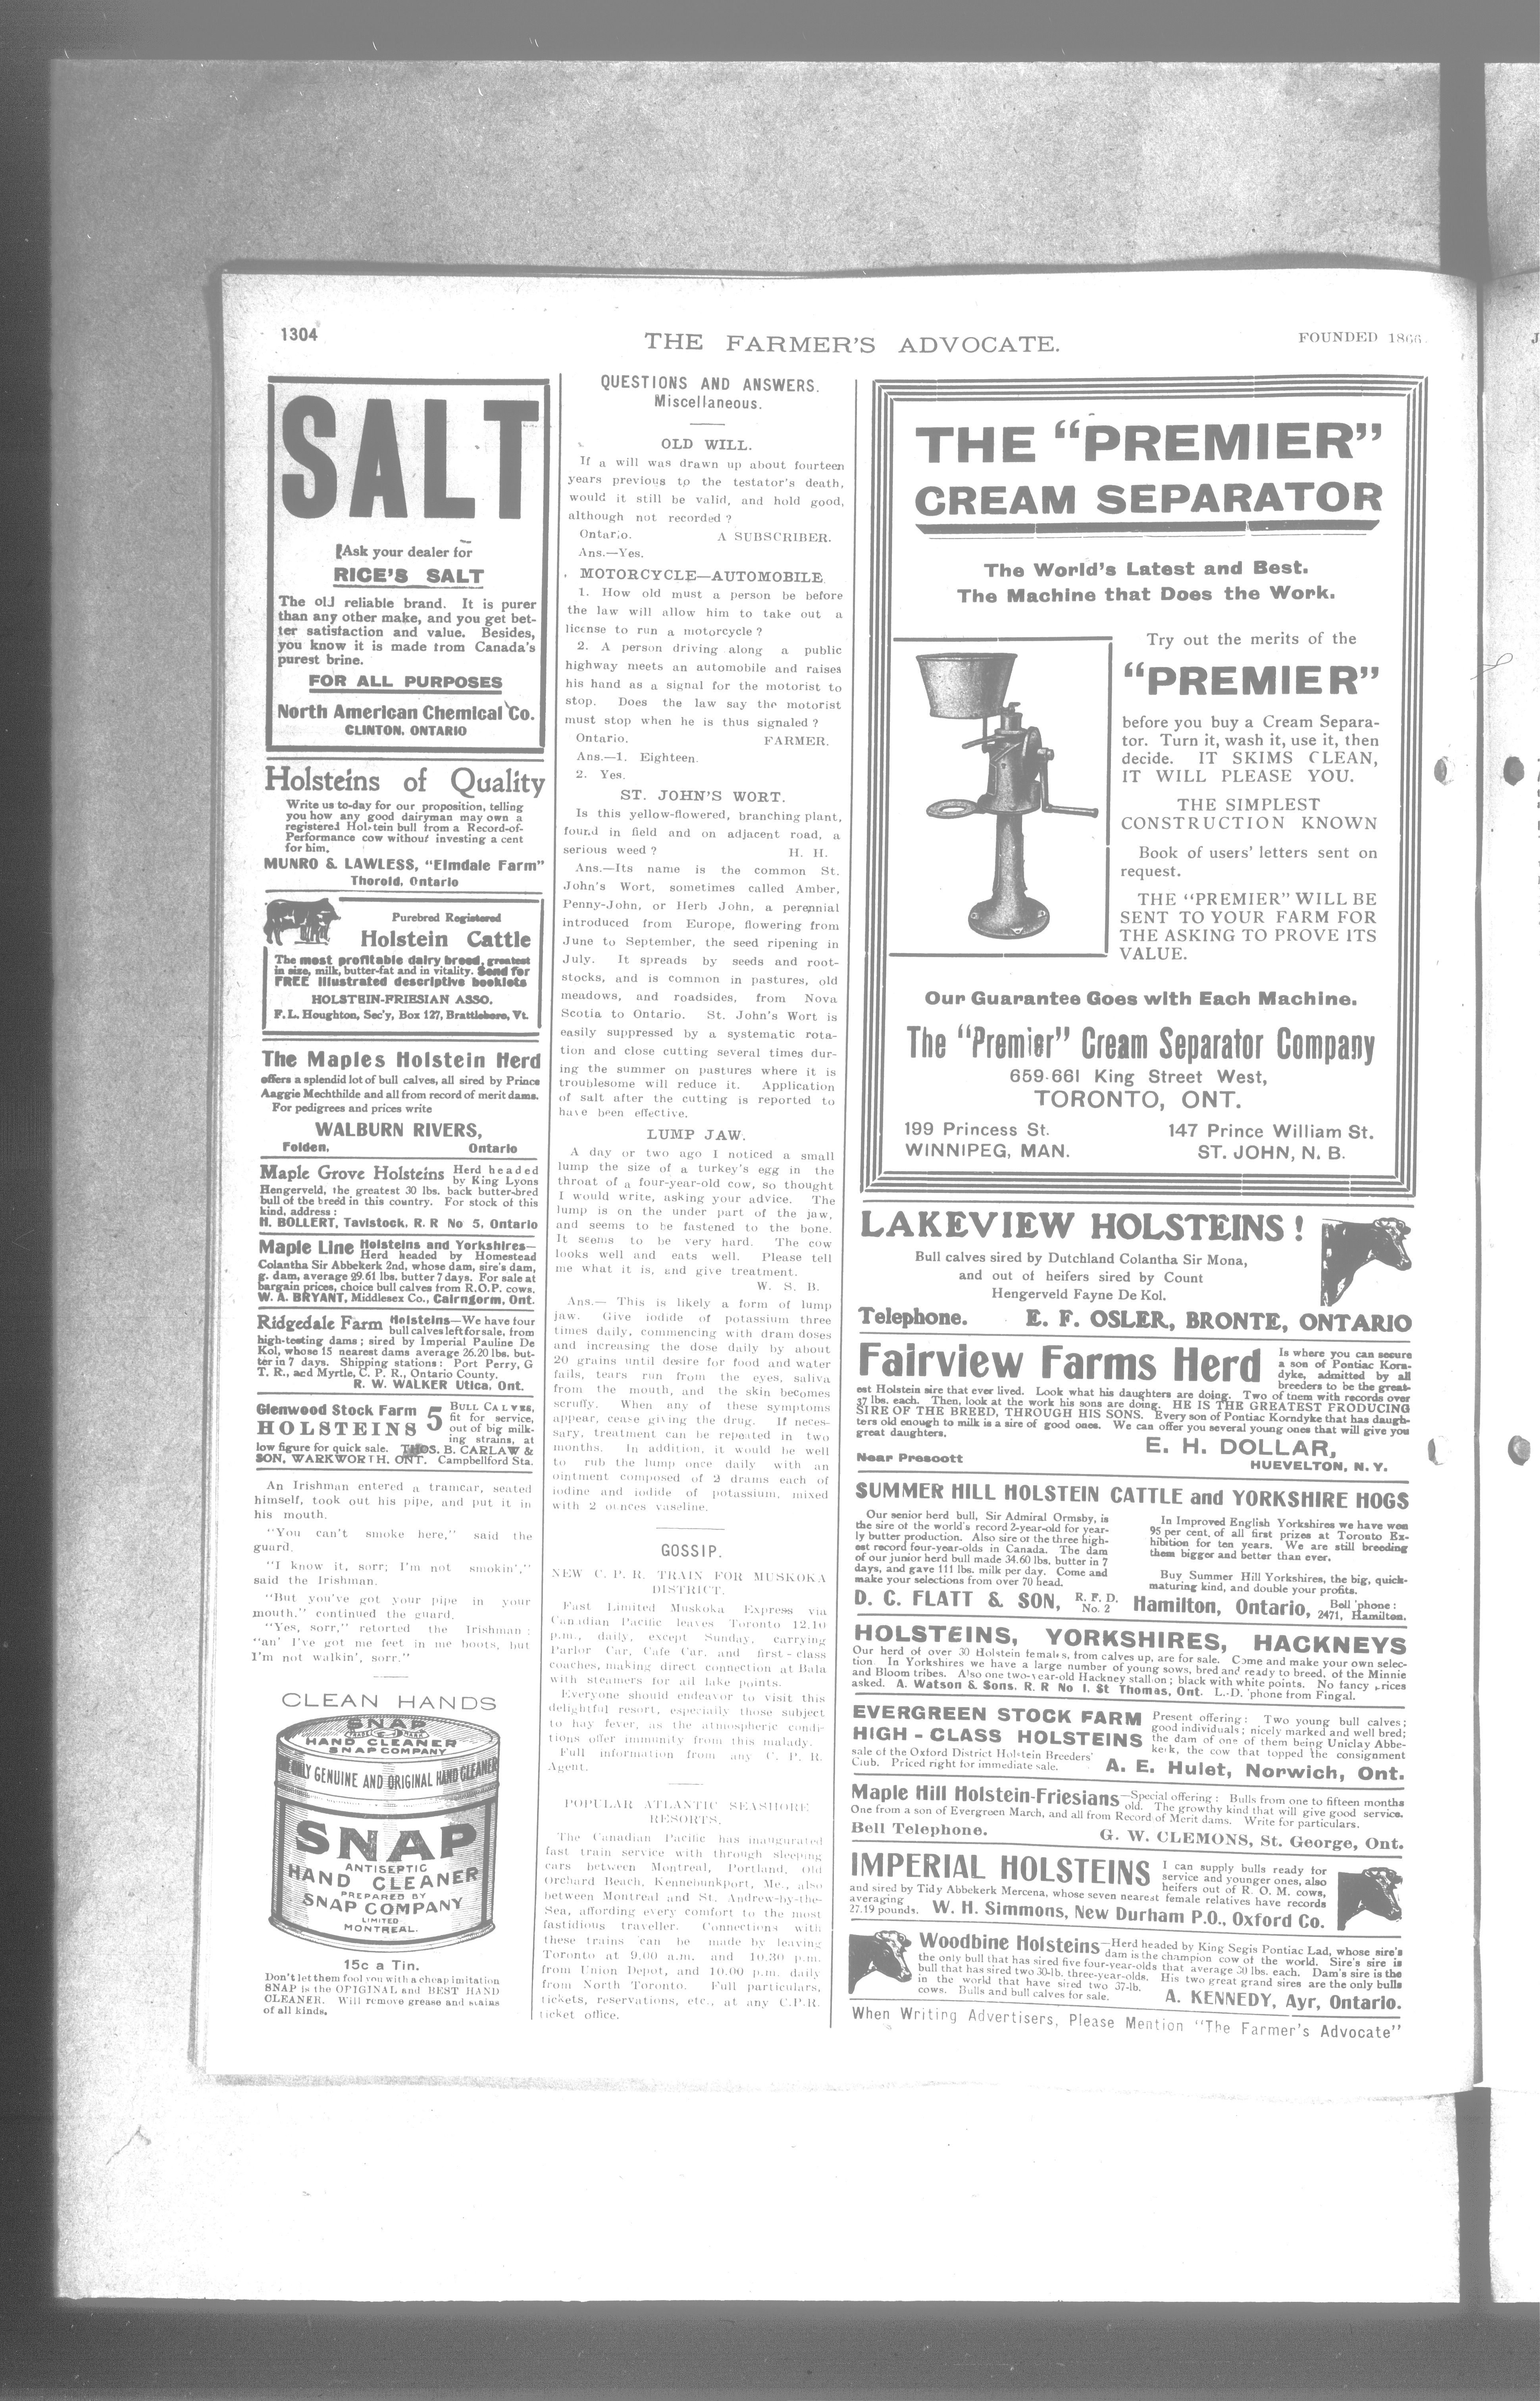 1304
THE FARMER'S ADVOCATE.
FOUNDED 1866.
SALT
Ask your dealer for
RICE'S SALT
The old reliable brand. It is purer
than any other make, and you get bet-
ter satisfaction and value. Besides,
you know it is made from Canada's
purest brine.
FOR ALL PURPOSES
North American Chemical Co.
CLINTON, ONTARIO
Holsteins of Quality
Write us to-day for our proposition, telling
you how any good dairyman may own a
registered Holstein bull from a Record-of-
Performance cow without investing a cent
for him.
MUNRO & LAWLESS, "Elmdale Farm"
Thorold, Ontario
Purebred Registered
Holstein Cattle
The most profitable dairy breed, greatest
in size, milk, butter-fat and in vitality. Send for
FREE illustrated descriptive booklets
HOLSTEIN-FRIESIAN ASSO.
F. L. Houghton, Sec'y, Box 127, Brattleboro, Vt.
The Maples Holstein Herd
offers a splendid lot of bull calves, all sired by Prince
Aaggie Mechthilde and all from record of merit dams.
For pedigrees and prices write
WALBURN RIVERS,
Folden, Ontario
Maple Grove Holsteins Herd headed
by King Lyons
Hengerveld, the greatest 30 lbs. back butter-bred
bull of the breed in this country. For stock of this
kind, address :
H. BOLLERT, Tavistock, R. R No 5, Ontario
Maple Line Holsteins and Yorkshires—
Herd headed by Homestead
Colantha Sir Abbekerk 2nd, whose dam, sire's dam,
g. dam, average 29.61 lbs. butter 7 days. For sale at
bargain prices, choice bull calves from R.O.P. cows.
W. A. BRYANT, Middlesex Co., Cairngorm, Ont.
Ridgedale Farm Holsteins—We have four
bull calves left for sale, from
high-testing dams ; sired by Imperial Pauline De
Kol, whose 15 nearest dams average 26.20 lbs. but-
ter in 7 days. Shipping stations : Port Perry, G
T. R., and Myrtle, C. P. R., Ontario County.
R. W. WALKER Utica, Ont.
Glenwood Stock Farm
HOLSTEINS
5
BULL CALVES,
fit for service,
out of big milk-
ing strains, at
low figure for quick sale. THOS. B. CARLAW &
SON, WARKWORTH, ONT. Campbellford Sta.
An Irishman entered a tramcar, seated
himself, took out his pipe, and put it in
his mouth.
"You can't smoke here," said the
guard.
"I know it, sorr; I'm not smokin',"
said the Irishman.
"But you've got your pipe in your
mouth," continued the guard.
"Yes, sorr," retorted the Irishman ;
"an' I've got me feet in me boots, but
I'm not walkin', sorr."
CLEAN HANDS
SNAP
HAND CLEANER
SNAP COMPANY
ONLY GENUINE AND ORIGINAL HAND CLEANER
SNAP
ANTISEPTIC
HAND CLEANER
PREPARED BY
SNAP COMPANY
LIMITED
MONTREAL.
15c a Tin.
Don't let them fool you with a cheap imitation
SNAP is the ORIGINAL and BEST HAND
CLEANER. Will remove grease and stains
of all kinds.
QUESTIONS AND ANSWERS.
Miscellaneous.
OLD WILL.
If a will was drawn up about fourteen
years previous to the testator's death,
would it still be valid, and hold good,
although not recorded ?
Ontario. A SUBSCRIBER.
Ans.—Yes.
MOTORCYCLE—AUTOMOBILE
1. How old must a person be before
the law will allow him to take out a
license to run a motorcycle ?
2. A person driving along a public
highway meets an automobile and raises
his hand as a signal for the motorist to
stop. Does the law say the motorist
must stop when he is thus signaled ?
Ontario. FARMER.
Ans.—1. Eighteen.
2. Yes.
ST. JOHN'S WORT.
Is this yellow-flowered, branching plant,
found in field and on adjacent road, a
serious weed ? H. H.
Ans.—Its name is the common St.
John's Wort, sometimes called Amber,
Penny-John, or Herb John, a perennial
introduced from Europe, flowering from
June to September, the seed ripening in
July. It spreads by seeds and root-
stocks, and is common in pastures, old
meadows, and roadsides, from Nova
Scotia to Ontario. St. John's Wort is
easily suppressed by a systematic rota-
tion and close cutting several times dur-
ing the summer on pastures where it is
troublesome will reduce it. Application
of salt after the cutting is reported to
have been effective.
LUMP JAW.
A day or two ago I noticed a small
lump the size of a turkey's egg in the
throat of a four-year-old cow, so thought
I would write, asking your advice. The
lump is on the under part of the jaw,
and seems to be fastened to the bone.
It seems to be very hard. The cow
looks well and eats well. Please tell
me what it is, and give treatment.
W. S. B.
Ans.— This is likely a form of lump
jaw. Give iodide of potassium three
times daily, commencing with dram doses
and increasing the dose daily by about
20 grains until desire for food and water
fails, tears run from the eyes, saliva
from the mouth, and the skin becomes
scruffy. When any of these symptoms
appear, cease giving the drug. If neces-
sary, treatment can be repeated in two
months. In addition, it would be well
to rub the lump once daily with an
ointment composed of 2 drams each of
iodine and iodide of potassium, mixed
with 2 ounces vaseline.
GOSSIP.
NEW C. P. R. TRAIN FOR MUSKOKA
DISTRICT.
Fast Limited Muskoka Express via
Canadian Pacific leaves Toronto 12.10
p.m., daily, except Sunday, carrying
Parlor Car, Cafe Car, and first-class
coaches, making direct connection at Bala
with steamers for all lake points.
Everyone should endeavor to visit this
delightful resort, especially those subject
to hay fever, as the atmospheric condi-
tions offer immunity from this malady.
Full information from any C. P. R.
Agent.
POPULAR ATLANTIC SEASHORE
RESORTS.
The Canadian Pacific has inaugurated
fast train service with through sleeping
cars between Montreal, Portland, Old
Orchard Beach, Kennebunkport, Me., also
between Montreal and St. Andrew-by-the-
Sea, affording every comfort to the most
fastidious traveller. Connections with
these trains can be made by leaving
Toronto at 9.00 a.m. and 10.30 p.m.
from Union Depot, and 10.00 p.m. daily
from North Toronto. Full particulars,
tickets, reservations, etc., at any C.P.R.
ticket office.
THE "PREMIER"
CREAM SEPARATOR
The World's Latest and Best.
The Machine that Does the Work.
Try out the merits of the
"PREMIER"
before you buy a Cream Separa-
tor. Turn it, wash it, use it, then
decide. IT SKIMS CLEAN,
IT WILL PLEASE YOU.
THE SIMPLEST
CONSTRUCTION KNOWN
Book of users' letters sent on
request.
THE "PREMIER" WILL BE
SENT TO YOUR FARM FOR
THE ASKING TO PROVE ITS
VALUE.
Our Guarantee Goes with Each Machine.
The "Premier" Cream Separator Company
659-661 King Street West,
TORONTO, ONT.
199 Princess St. 147 Prince William St.
WINNIPEG, MAN. ST. JOHN, N. B.
LAKEVIEW HOLSTEINS !
Bull calves sired by Dutchland Colantha Sir Mona,
and out of heifers sired by Count
Hengerveld Fayne De Kol.
Telephone. E. F. OSLER, BRONTE, ONTARIO
Fairview Farms Herd
Is where you can secure
a son of Pontiac Korn-
dyke, admitted by all
breeders to be the great-
est Holstein sire that ever lived. Look what his daughters are doing. Two of them with records over
37 lbs. each. Then, look at the work his sons are doing. HE IS THE GREATEST PRODUCING
SIRE OF THE BREED, THROUGH HIS SONS. Every son of Pontiac Korndyke that has daugh-
ters old enough to milk is a sire of good ones. We can offer you several young ones that will give you
great daughters.
E. H. DOLLAR,
Near Prescott HUEVELTON, N. Y.
SUMMER HILL HOLSTEIN CATTLE and YORKSHIRE HOGS
Our senior herd bull, Sir Admiral Ormsby, is
the sire of the world's record 2-year-old for year-
ly butter production. Also sire of the three high-
est record four-year-olds in Canada. The dam
of our junior herd bull made 34.60 lbs. butter in 7
days, and gave 111 lbs. milk per day. Come and
make your selections from over 70 head.
In Improved English Yorkshires we have won
95 per cent. of all first prizes at Toronto Ex-
hibition for ten years. We are still breeding
them bigger and better than ever.
Buy Summer Hill Yorkshires, the big, quick-
maturing kind, and double your profits.
D. C. FLATT & SON, R. F. D. No. 2 Hamilton, Ontario, Bell 'phone : 2471, Hamilton.
HOLSTEINS, YORKSHIRES, HACKNEYS
Our herd of over 30 Holstein females, from calves up, are for sale. Come and make your own selec-
tion. In Yorkshires we have a large number of young sows, bred and ready to breed, of the Minnie
and Bloom tribes. Also one two-year-old Hackney stallion ; black with white points. No fancy prices
asked. A. Watson & Sons. R. R No 1. St Thomas, Ont. L.-D. 'phone from Fingal.
EVERGREEN STOCK FARM
HIGH - CLASS HOLSTEINS
Present offering : Two young bull calves ;
good individuals ; nicely marked and well bred ;
the dam of one of them being Uniclay Abbe-
kerk, the cow that topped the consignment
sale of the Oxford District Holstein Breeders'
Club. Priced right for immediate sale.
A. E. Hulet, Norwich, Ont.
Maple Hill Holstein-Friesians—Special offering : Bulls from one to fifteen months
old. The growthy kind that will give good service.
One from a son of Evergreen March, and all from Record of Merit dams. Write for particulars.
Bell Telephone. G. W. CLEMONS, St. George, Ont.
IMPERIAL HOLSTEINS
I can supply bulls ready for
service and younger ones, also
heifers out of R. O. M. cows,
and sired by Tidy Abbekerk Mercena, whose seven nearest female relatives have records
averaging
27.19 pounds. W. H. Simmons, New Durham P.O., Oxford Co.
Woodbine Holsteins—Herd headed by King Segis Pontiac Lad, whose sire's
dam is the champion cow of the world. Sire's sire is
the only bull that has sired five four-year-olds that average 30 lbs. each. Dam's sire is the
bull that has sired two 30-lb. three-year-olds. His two great grand sires are the only bulls
in the world that have sired two 37-lb.
cows. Bulls and bull calves for sale.
A. KENNEDY, Ayr, Ontario.
When Writing Advertisers, Please Mention "The Farmer's Advocate"